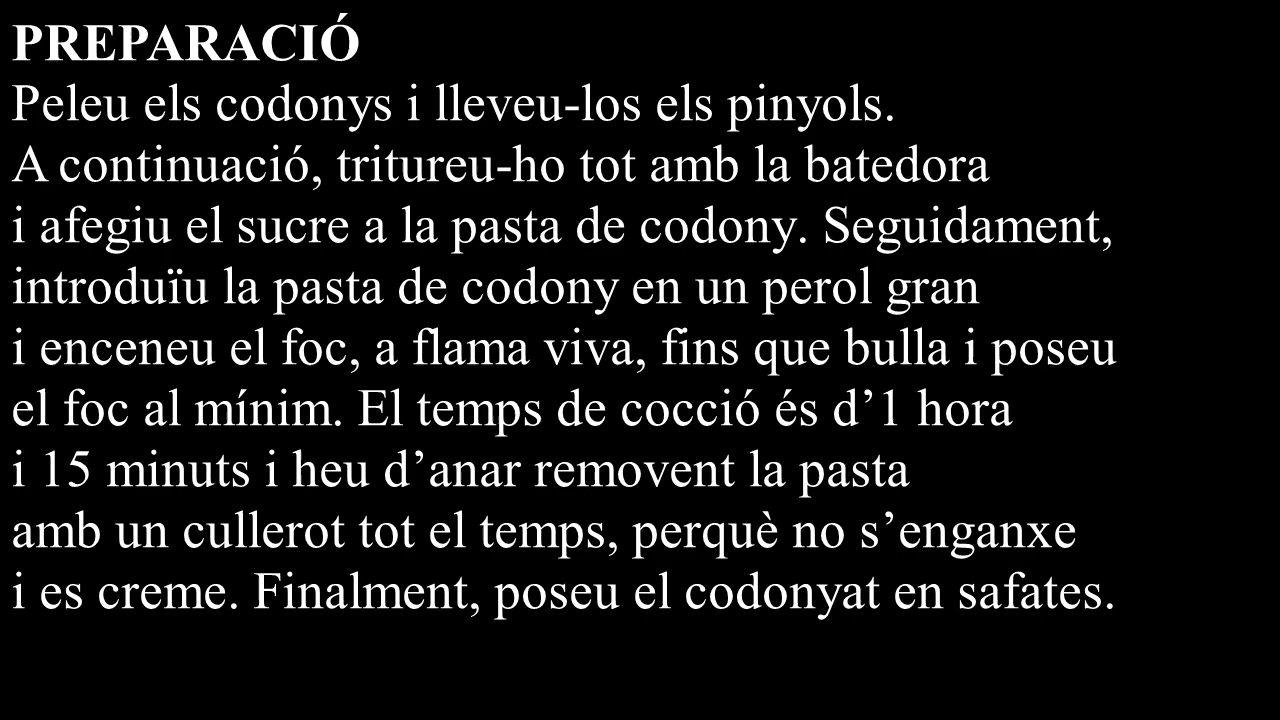 PREPARACIÓ
Peleu els codonys i lleveu-los els pinyols.
A continuació, tritureu-ho tot amb la batedora
i afegiu el sucre a la pasta de codony. Seguidament,
introduïu la pasta de codony en un perol gran
i enceneu el foc, a flama viva, fins que bulla i poseu
el foc al mínim. El temps de cocció és d’1 hora
i 15 minuts i heu d’anar removent la pasta
amb un cullerot tot el temps, perquè no s’enganxe
i es creme. Finalment, poseu el codonyat en safates.